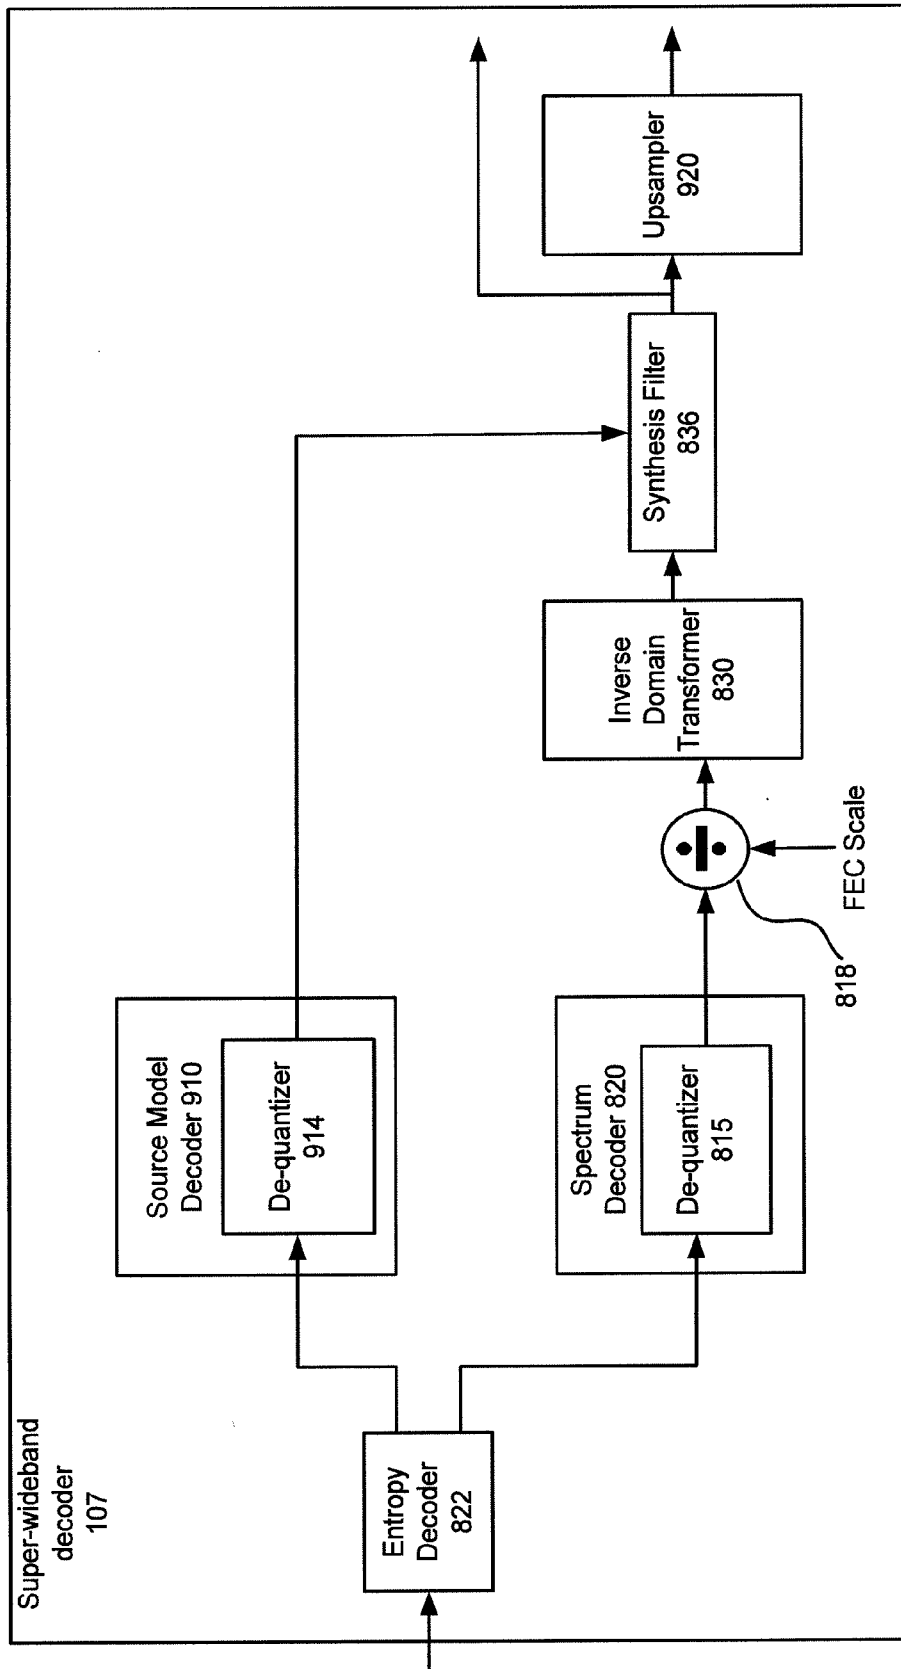 Super-wideband
decoder
107
Entropy
Decoder
822
Source Model
Decoder 910
De-quantizer
914
Spectrum
Decoder 820
De-quantizer
815
818
FEC Scale
Inverse
Domain
Transformer
830
Synthesis Filter
836
Upsampler
920